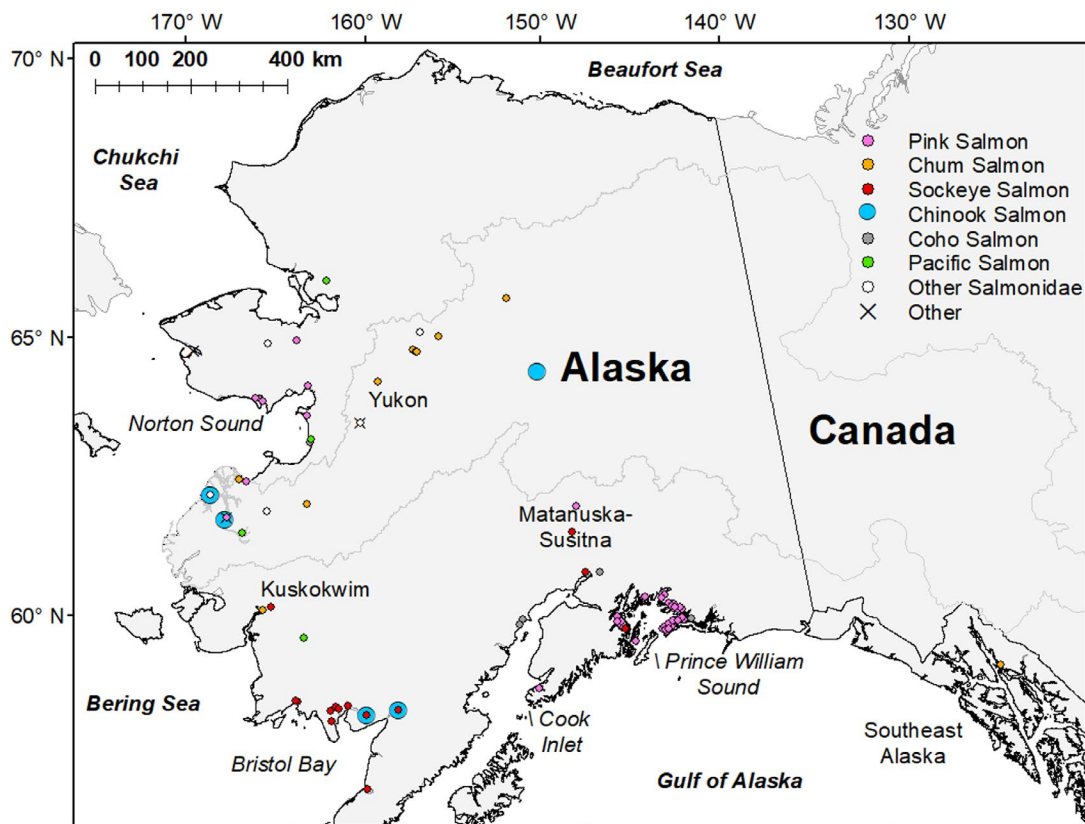 170° W 160° W 150° W 140° W 130° W
70° N
0 100 200 400 km
Beaufort Sea
Chukchi
Sea
Pink Salmon
Chum Salmon
Sockeye Salmon
Chinook Salmon
Coho Salmon
Pacific Salmon
Other Salmonidae
Other
65° N
Alaska
Yukon
Norton Sound
Canada
Matanuska-
Susitna
Kuskokwim
60° N
Prince William
Sound
Bering Sea
Cook
Inlet
Southeast
Alaska
Bristol Bay
Gulf of Alaska